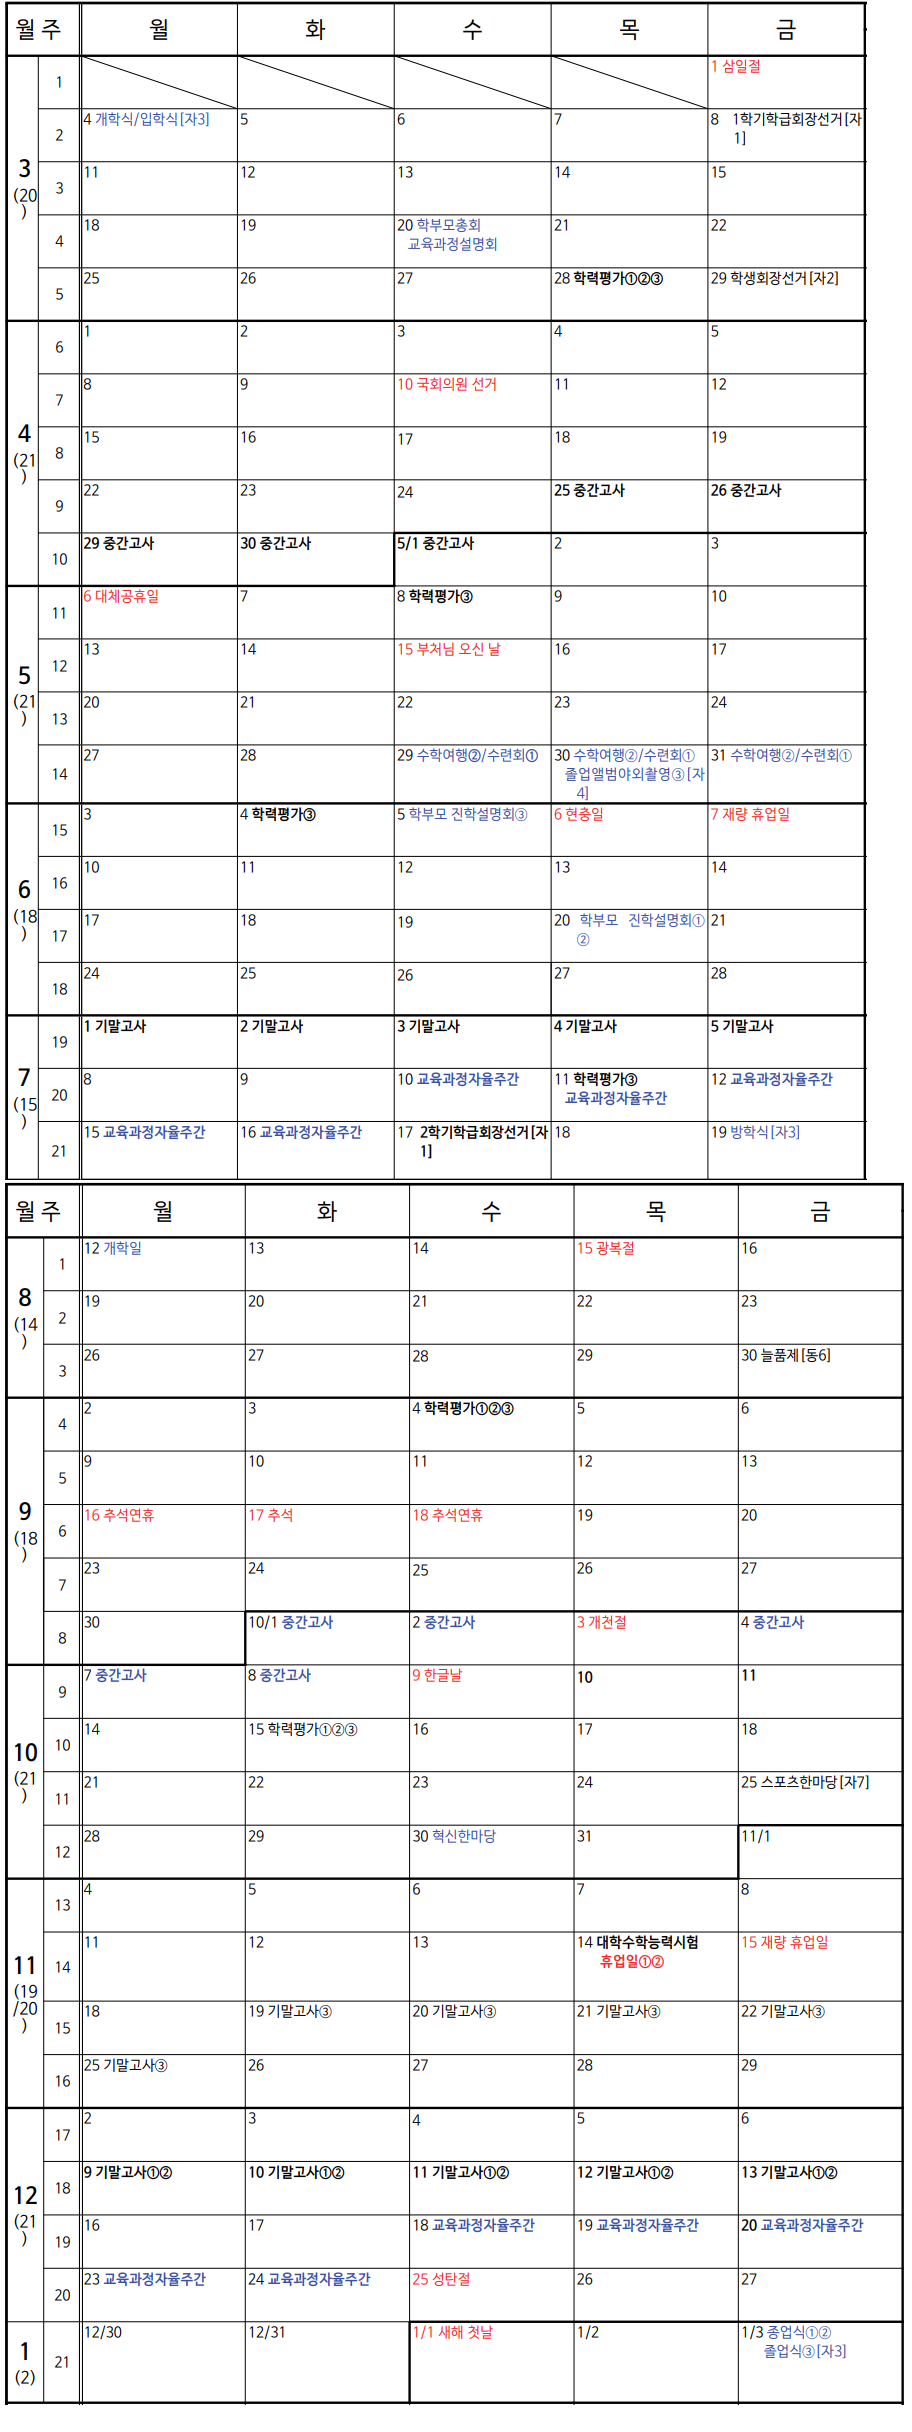 월 주 월 화 수 목 금
3
(20
)
1 1 삼일절
2 4 개학식/입학식[자3] 5 6 7 8 1학기학급회장선거[자
1]
3 11 12 13 14 15
4 18 19 20 학부모총회 21 22
교육과정설명회
5 25 26 27 28 학력평가①②③ 29 학생회장선거[자2]
4
(21
)
6 1 2 3 4 5
7 8 9 10 국회의원 선거 11 12
8 15 16 17 18 19
9 22 23 24 25 중간고사 26 중간고사
10 29 중간고사 30 중간고사 5/1 중간고사 2 3
5
(21
)
11 6 대체공휴일 7 8 학력평가③ 9 10
12 13 14 15 부처님 오신 날 16 17
13 20 21 22 23 24
14 27 28 29 수학여행②/수련회① 30 수학여행②/수련회① 31 수학여행②/수련회①
졸업앨범야외촬영③[자
4]
6
(18
)
15 3 4 학력평가③ 5 학부모 진학설명회③ 6 현충일 7 재량 휴업일
16 10 11 12 13 14
17 17 18 19 20 학부모 진학설명회① 21
②
18 24 25 26 27 28
7
(15
)
19 1 기말고사 2 기말고사 3 기말고사 4 기말고사 5 기말고사
20 8 9 10 교육과정자율주간 11 학력평가③ 12 교육과정자율주간
교육과정자율주간
21 15 교육과정자율주간 16 교육과정자율주간 17 2학기학급회장선거[자 18 19 방학식[자3]
1]
월 주 월 화 수 목 금
8
(14
)
1 12 개학일 13 14 15 광복절 16
2 19 20 21 22 23
3 26 27 28 29 30 늘품제[동6]
9
(18
)
4 2 3 4 학력평가①②③ 5 6
5 9 10 11 12 13
6 16 추석연휴 17 추석 18 추석연휴 19 20
7 23 24 25 26 27
8 30 10/1 중간고사 2 중간고사 3 개천절 4 중간고사
10
(21
)
9 7 중간고사 8 중간고사 9 한글날 10 11
10 14 15 학력평가①②③ 16 17 18
11 21 22 23 24 25 스포츠한마당[자7]
12 28 29 30 혁신한마당 31 11/1
11
(19
/20
)
13 4 5 6 7 8
14 11 12 13 14 대학수학능력시험 15 재량 휴업일
휴업일①②
15 18 19 기말고사③ 20 기말고사③ 21 기말고사③ 22 기말고사③
16 25 기말고사③ 26 27 28 29
12
(21
)
17 2 3 4 5 6
18 9 기말고사①② 10 기말고사①② 11 기말고사①② 12 기말고사①② 13 기말고사①②
19 16 17 18 교육과정자율주간 19 교육과정자율주간 20 교육과정자율주간
20 23 교육과정자율주간 24 교육과정자율주간 25 성탄절 26 27
1
(2)
21 12/30 12/31 1/1 새해 첫날 1/2 1/3 종업식①②
졸업식③[자3]